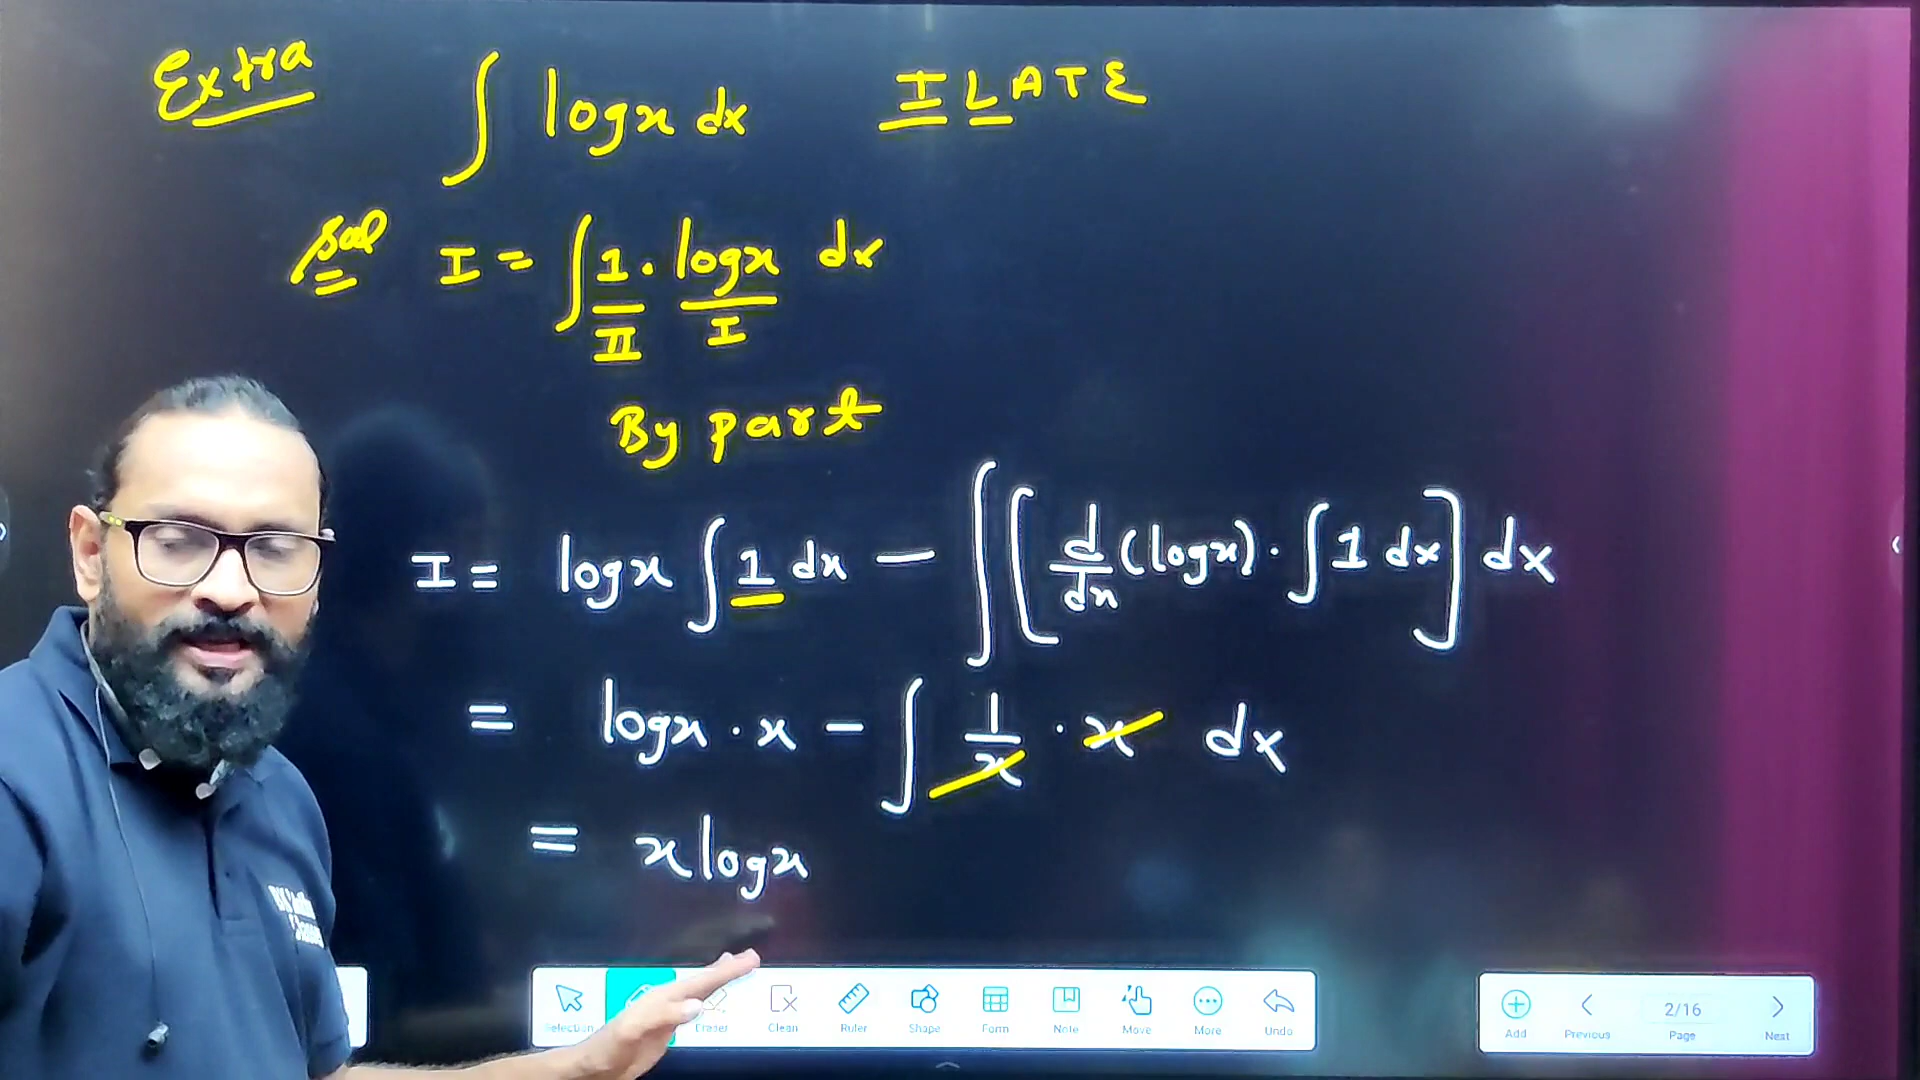 Extra ∫ logx dx ILATE
Sol I = ∫ 1 · logx dx
II I
By part
I = logx ∫ 1 dx − ∫ [ d/dx (logx) · ∫ 1 dx ] dx
= logx · x − ∫ 1/x · x dx
= x logx
Selection Eraser Clean Ruler Shape Form Note Move More Undo
Add Previous 2/16 Page Next